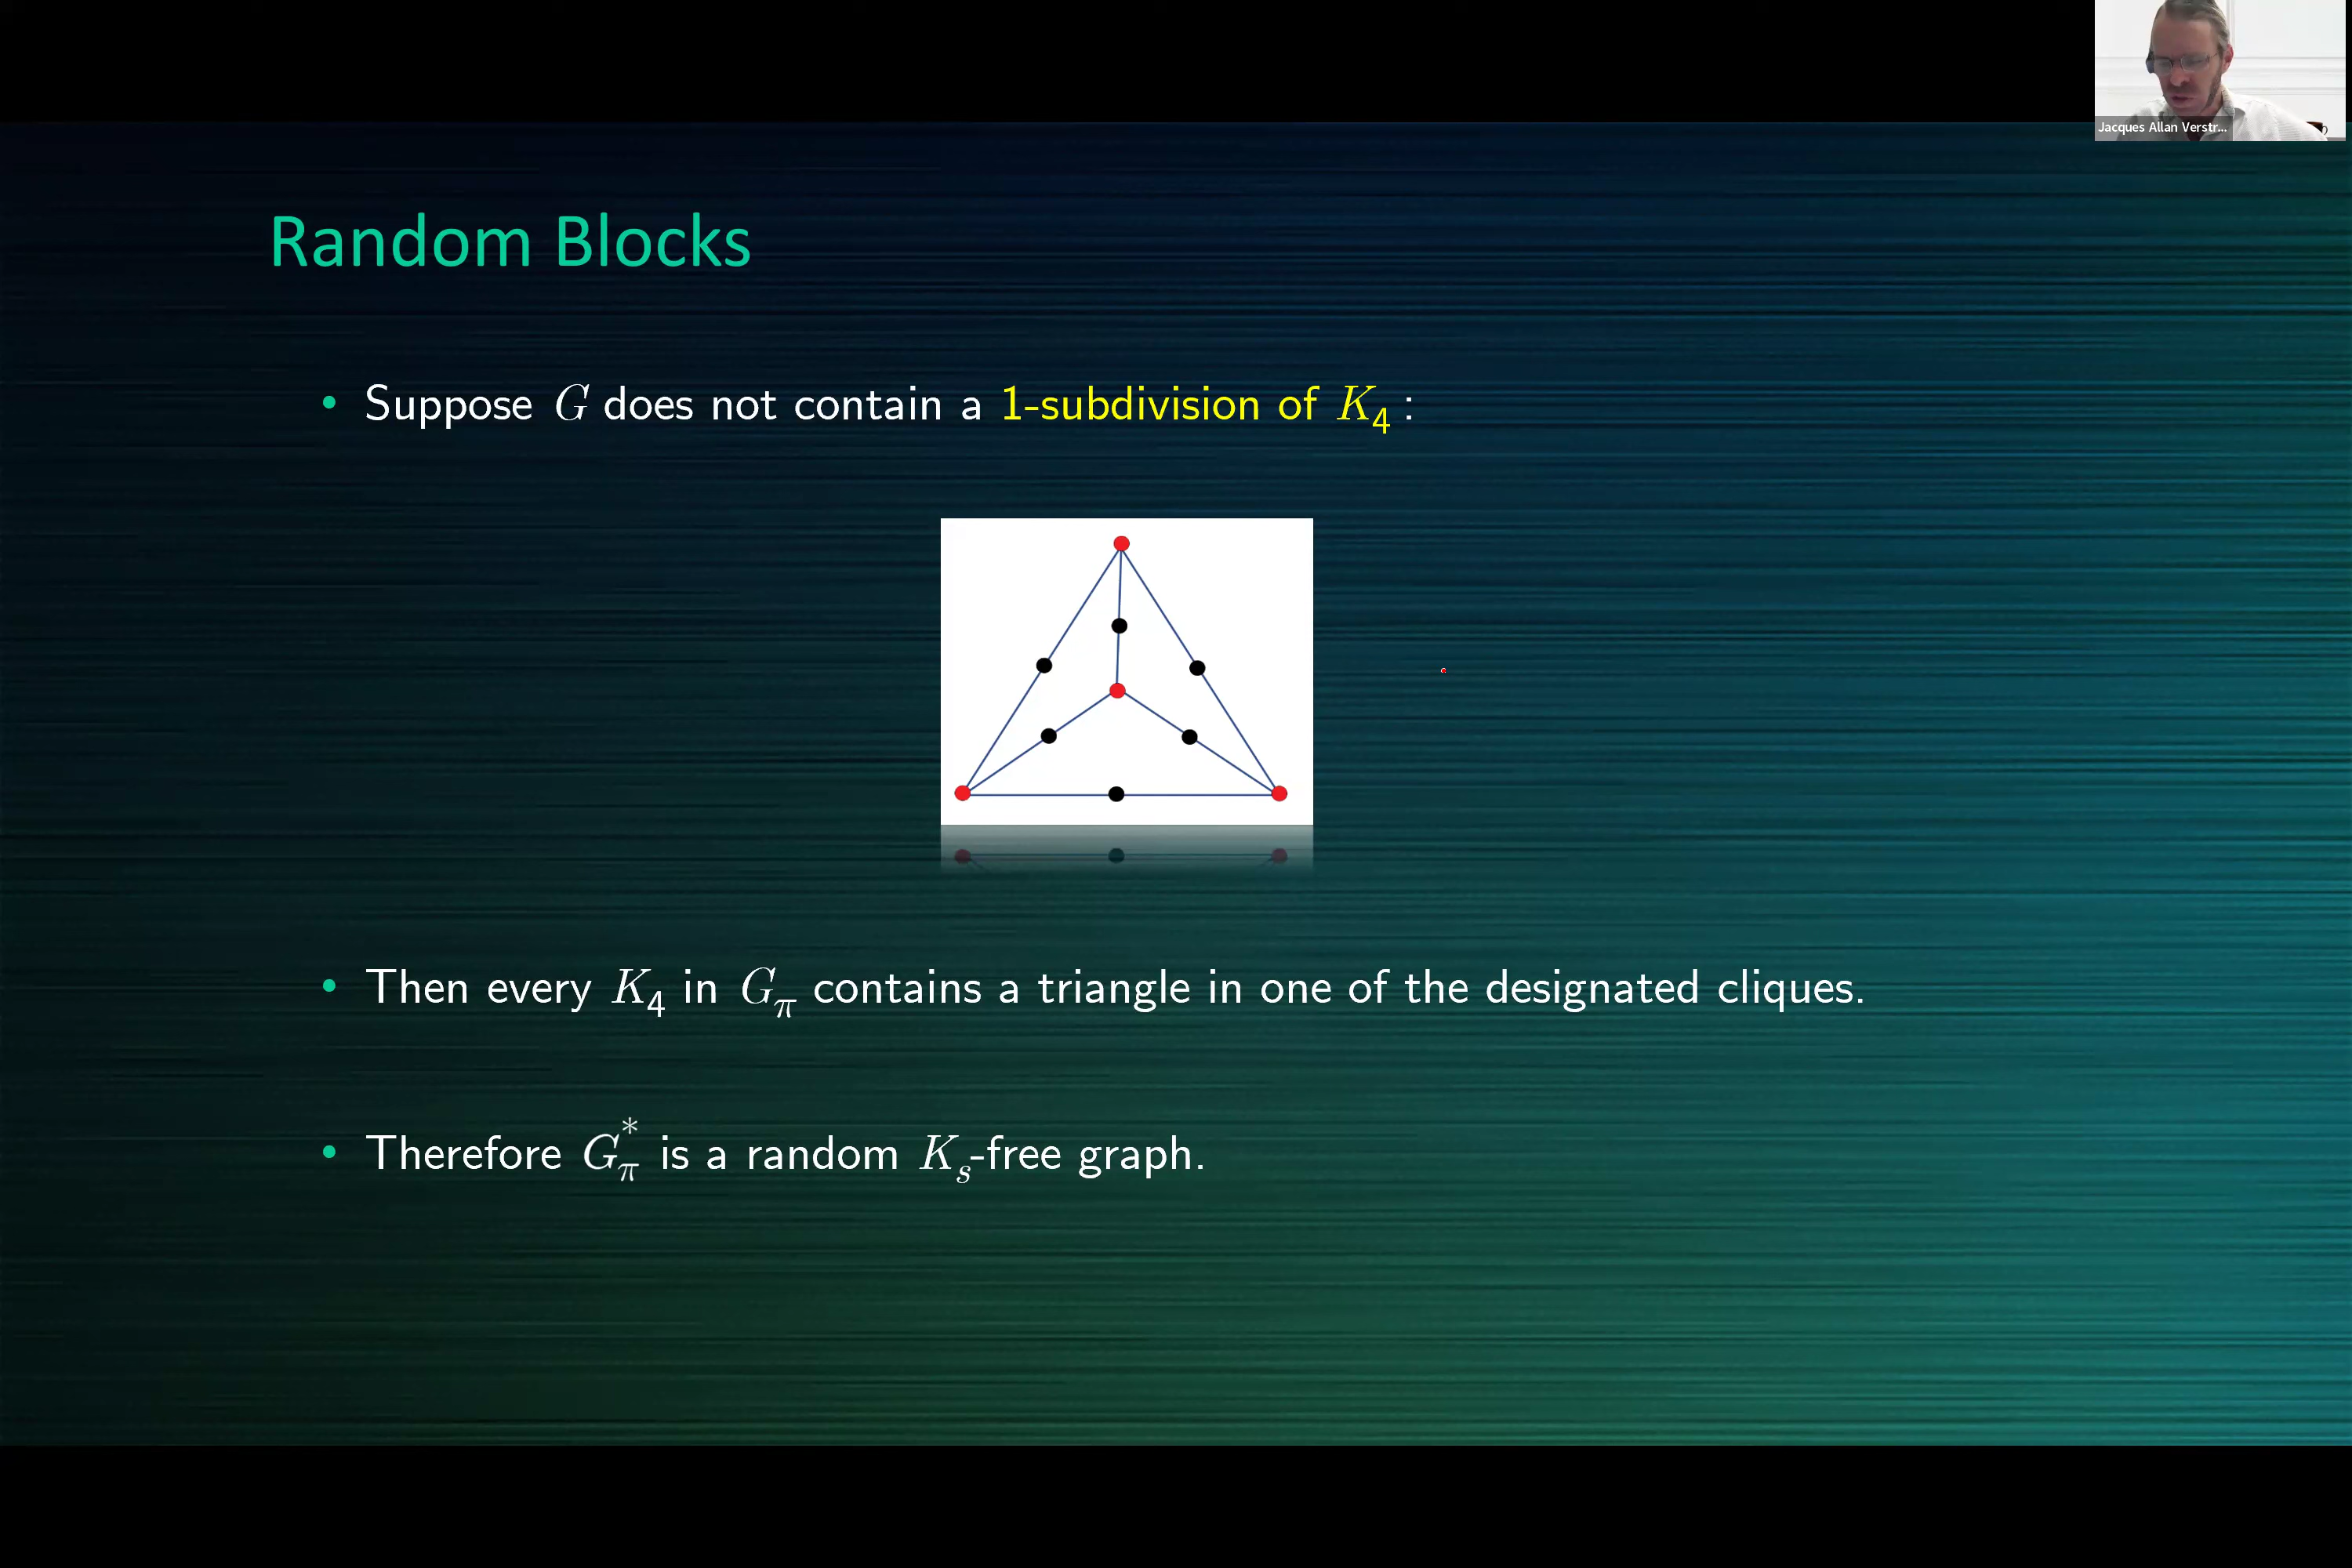 Jacques Allan Verstr...
Random Blocks
• Suppose G does not contain a 1-subdivision of K₄ :
• Then every K₄ in G_π contains a triangle in one of the designated cliques.
• Therefore G*_π is a random K_s-free graph.